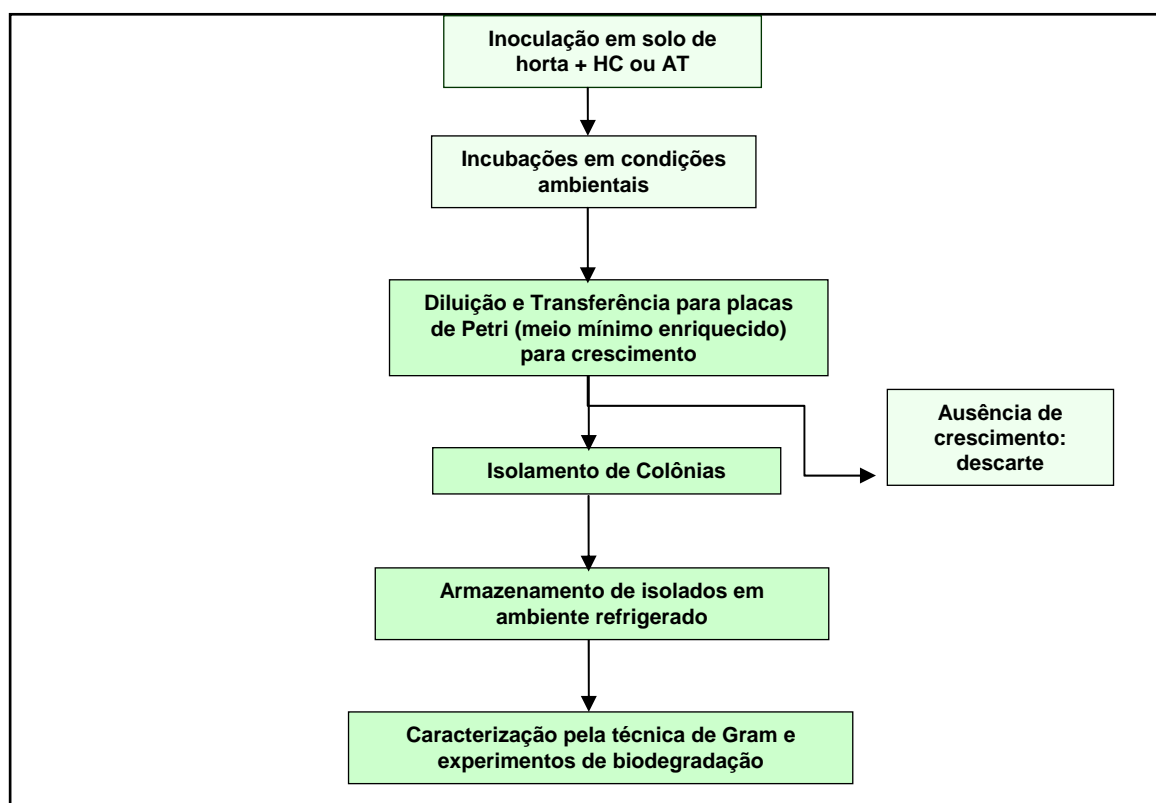 Inoculação em solo de
horta + HC ou AT
Incubações em condições
ambientais
Diluição e Transferência para placas
de Petri (meio mínimo enriquecido)
para crescimento
Ausência de
crescimento:
descarte
Isolamento de Colônias
Armazenamento de isolados em
ambiente refrigerado
Caracterização pela técnica de Gram e
experimentos de biodegradação